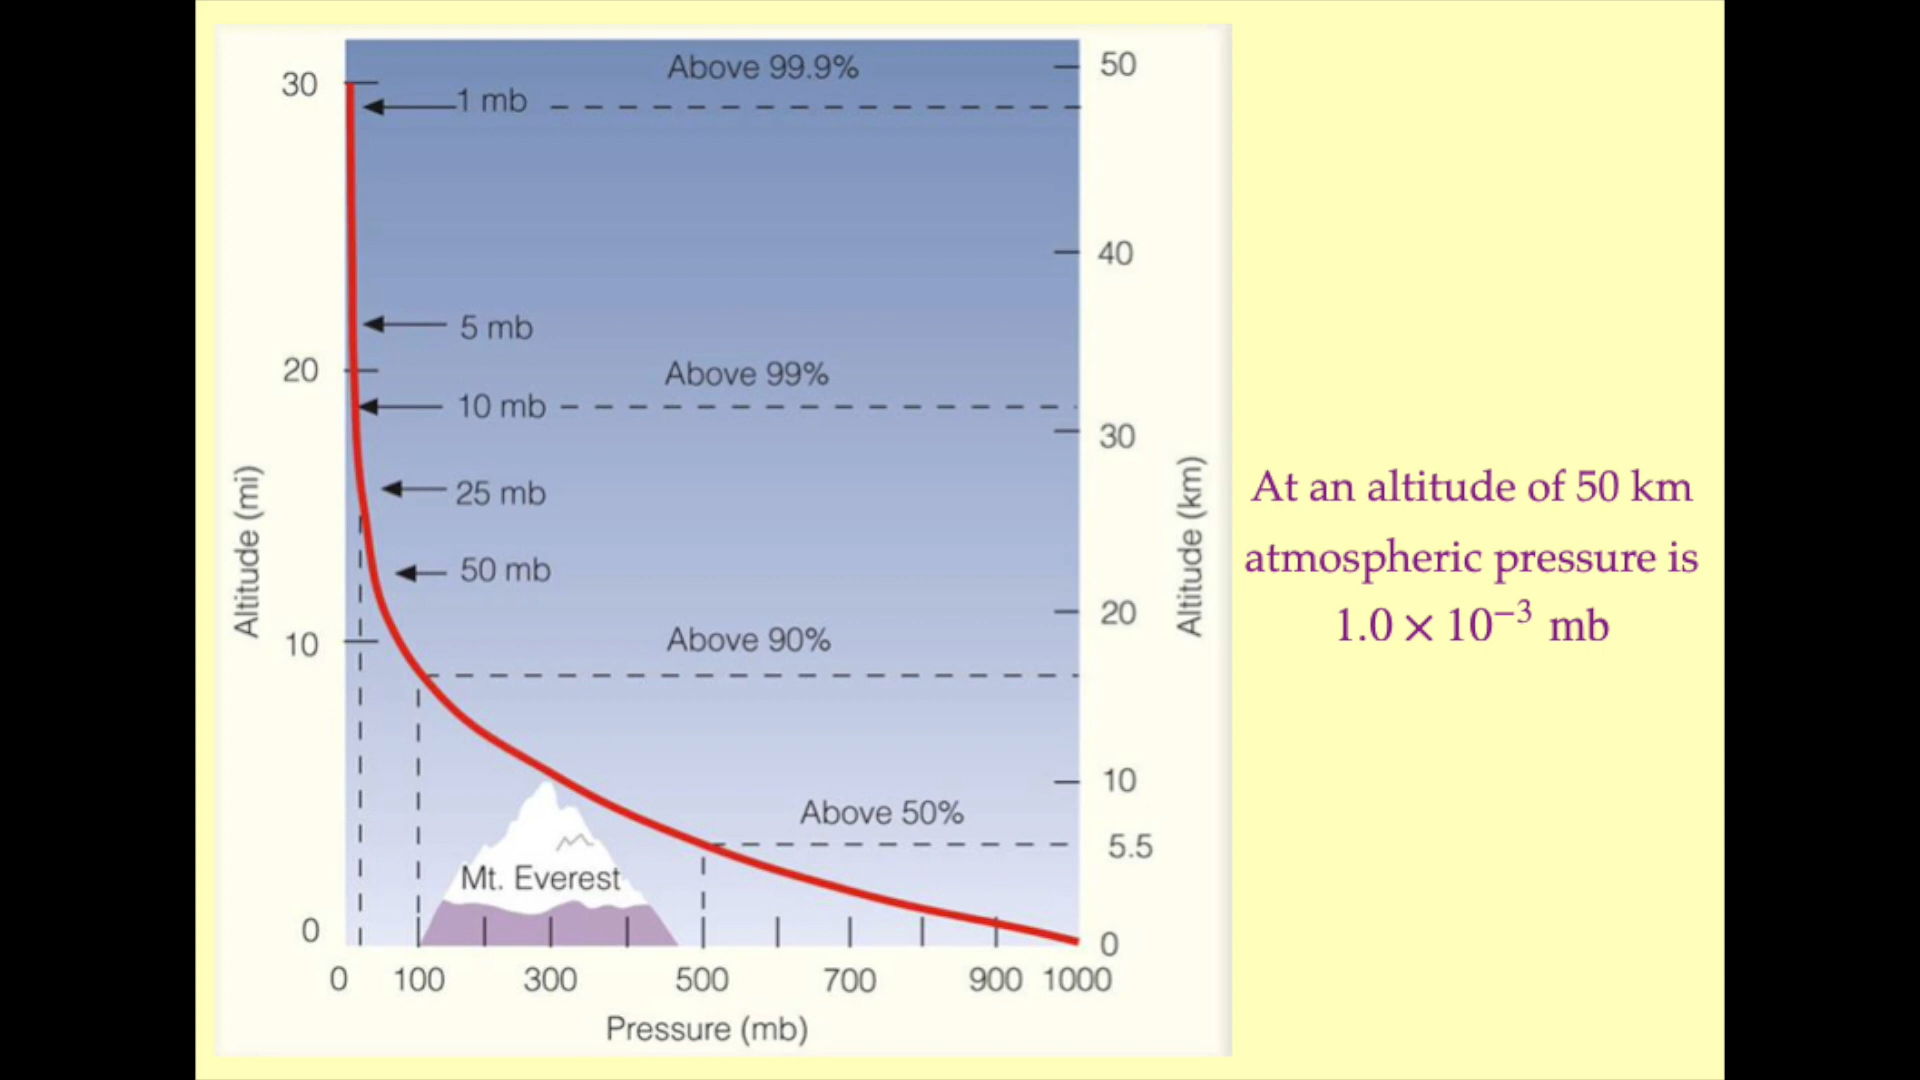 Above 99.9%
50
30
1 mb
40
5 mb
20
Above 99%
10 mb
30
25 mb
50 mb
20
Above 90%
10
10
Above 50%
5.5
Mt. Everest
0
0
0 100 300 500 700 900 1000
Pressure (mb)
Altitude (mi)
Altitude (km)
At an altitude of 50 km
atmospheric pressure is
1.0 × 10⁻³ mb